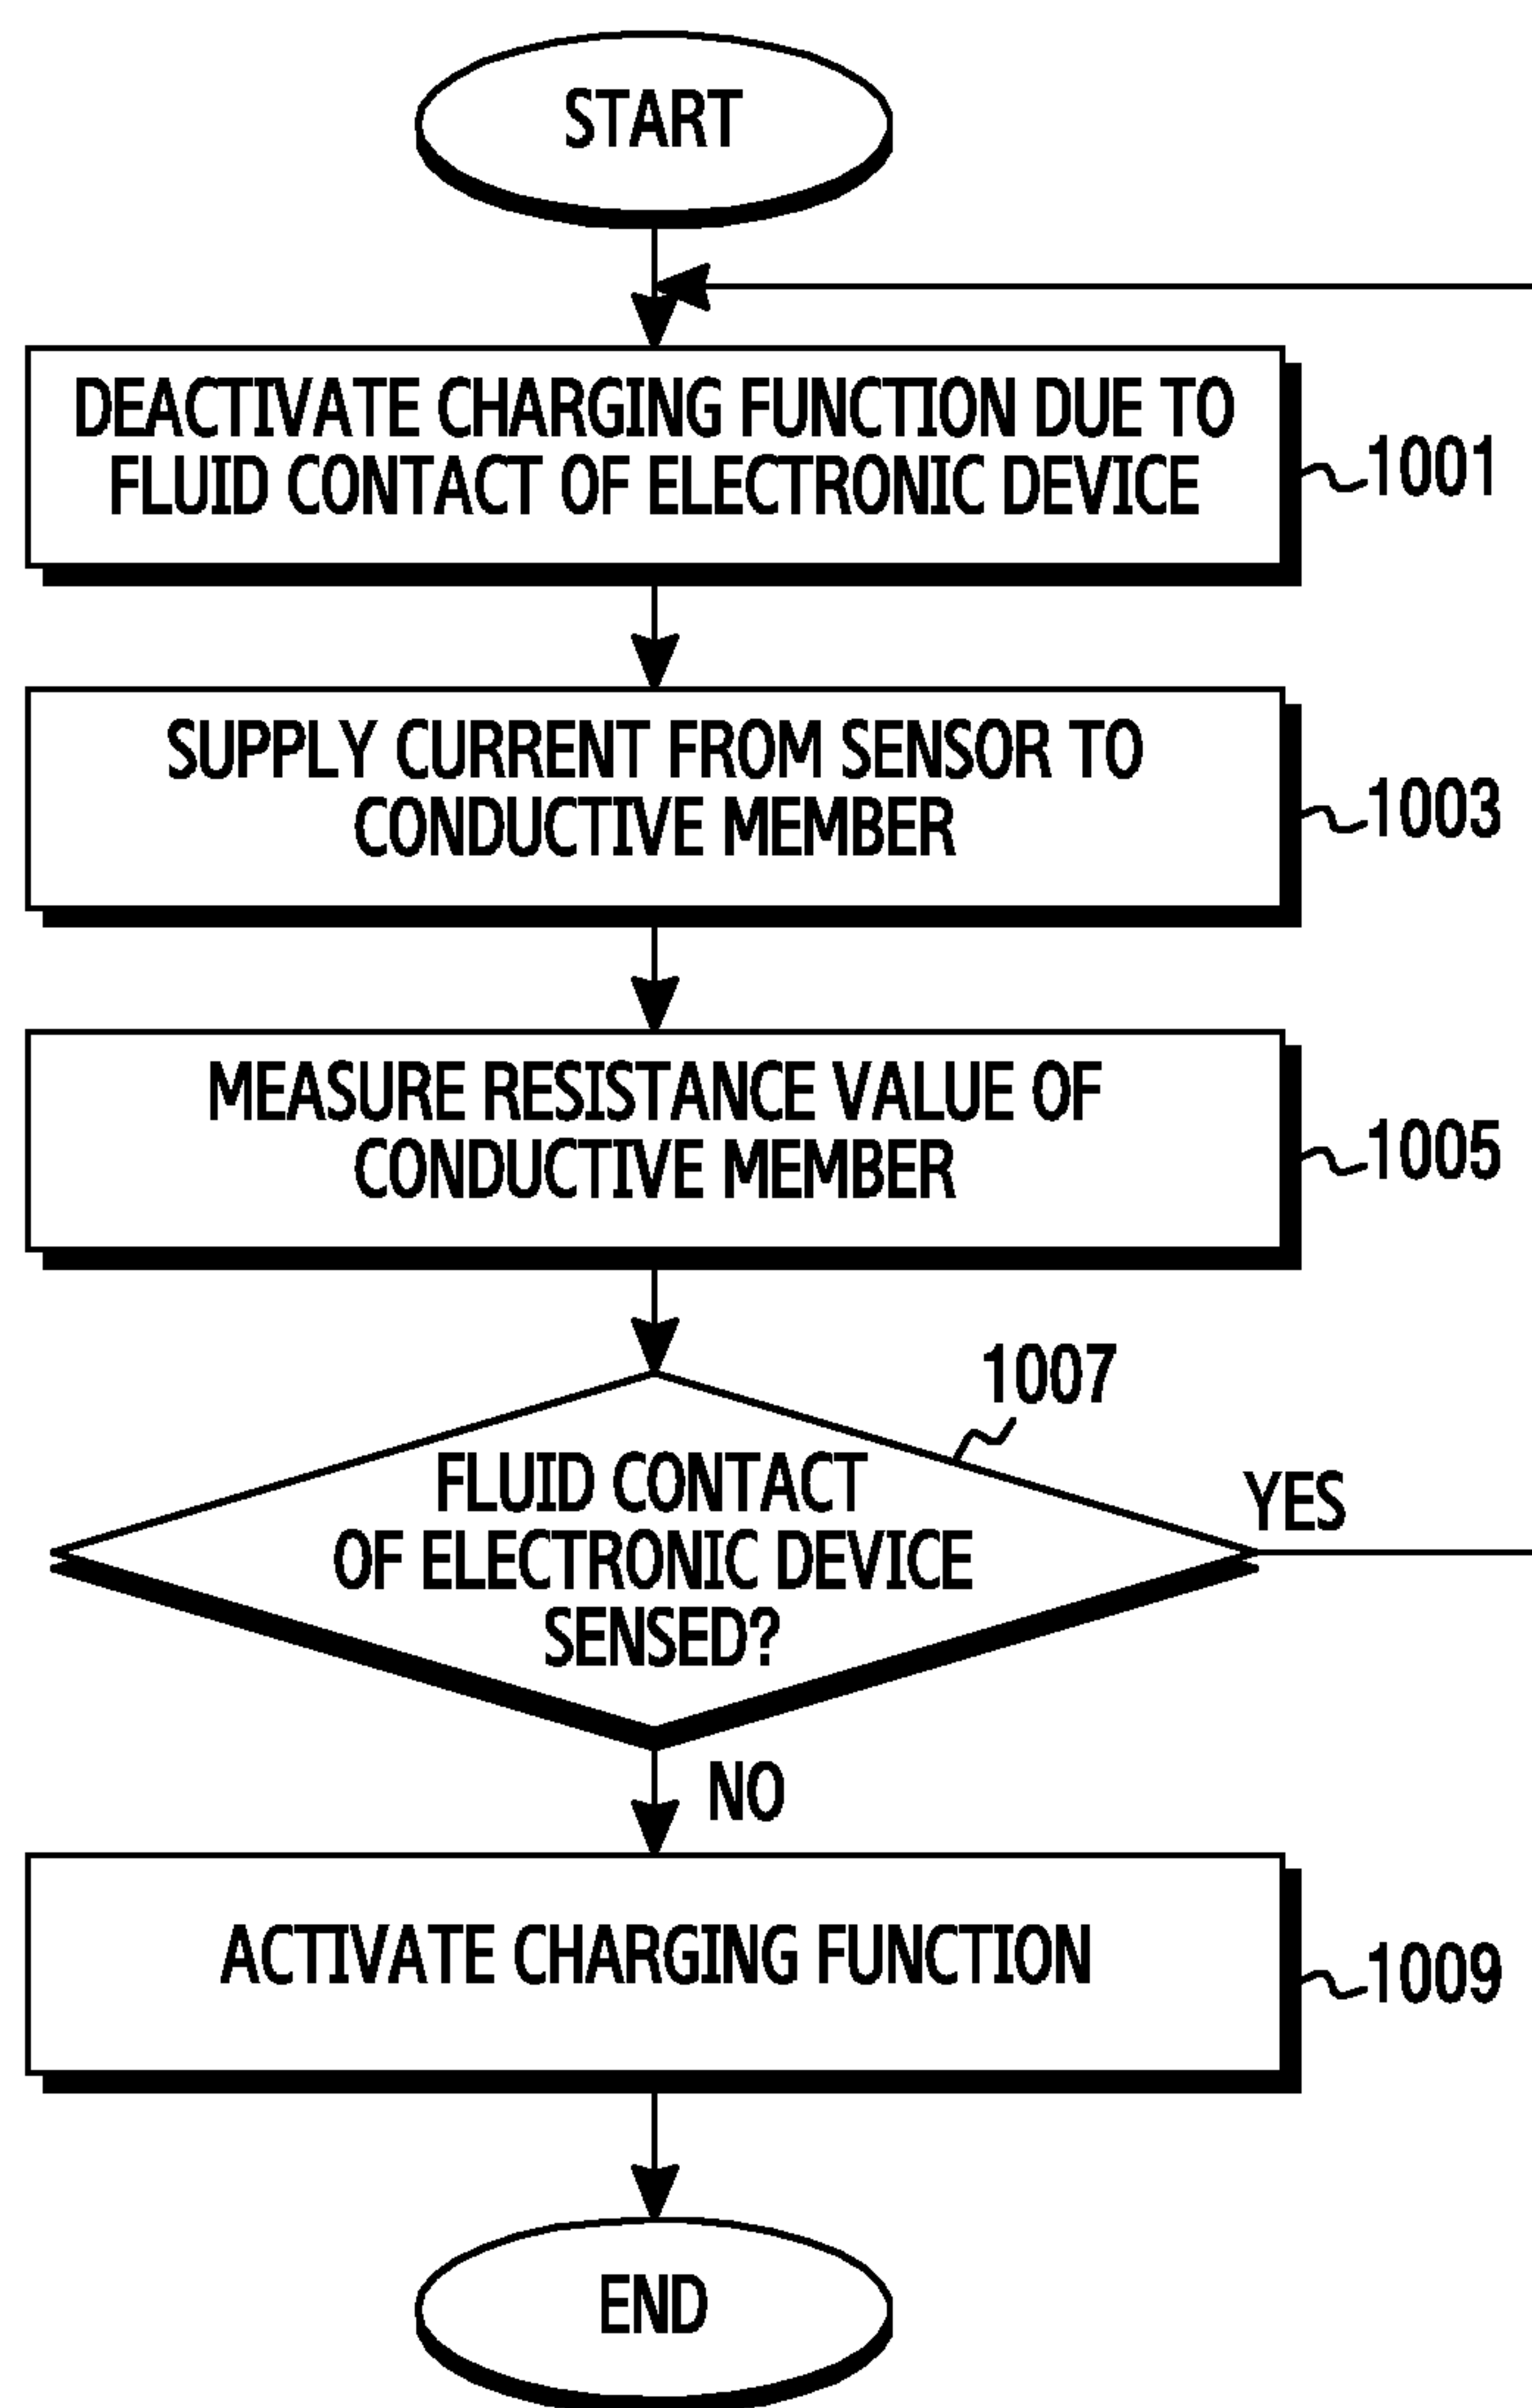 START
DEACTIVATE CHARGING FUNCTION DUE TO
FLUID CONTACT OF ELECTRONIC DEVICE
1001
SUPPLY CURRENT FROM SENSOR TO
CONDUCTIVE MEMBER
1003
MEASURE RESISTANCE VALUE OF
CONDUCTIVE MEMBER
1005
1007
FLUID CONTACT
OF ELECTRONIC DEVICE
SENSED?
YES
NO
ACTIVATE CHARGING FUNCTION
1009
END